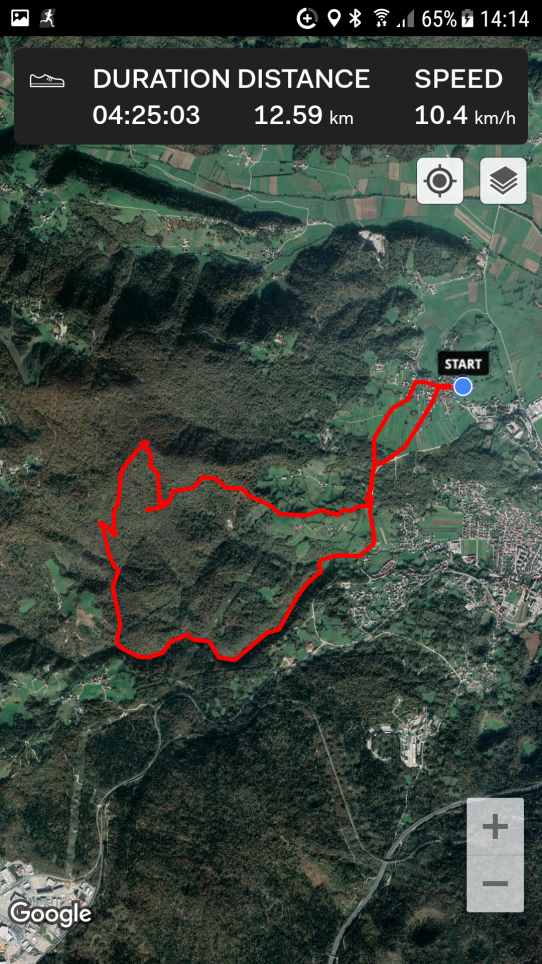 65% 14:14
DURATION DISTANCE SPEED
04:25:03 12.59 km 10.4 km/h
START
Google